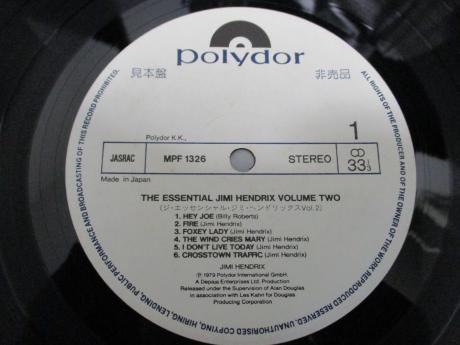 polydor
見本盤
非売品
Polydor K.K.,
1
JASRAC
MPF 1326
STEREO
CD
33 1/3
Made in Japan
THE ESSENTIAL JIMI HENDRIX VOLUME TWO
(ジ・エッセンシャル・ジミ・ヘンドリックスVol.2)
1. HEY JOE (Billy Roberts)
2. FIRE (Jimi Hendrix)
3. FOXEY LADY (Jimi Hendrix)
4. THE WIND CRIES MARY (Jimi Hendrix)
5. I DON'T LIVE TODAY (Jimi Hendrix)
6. CROSSTOWN TRAFFIC (Jimi Hendrix)
JIMI HENDRIX
Ⓟ 1979 Polydor International GmbH.
A Depaja Enterprises Ltd. Production
Released under the Supervision of Alan Douglas
in association with Les Kahn for Douglas
Producing Corporation
ALL RIGHTS OF THE PRODUCER AND OF THE OWNER OF THE WORK REPRODUCED RESERVED. UNAUTHORISED COPYING, HIRING, LENDING, PUBLIC PERFORMANCE AND BROADCASTING OF THIS RECORD PROHIBITED.